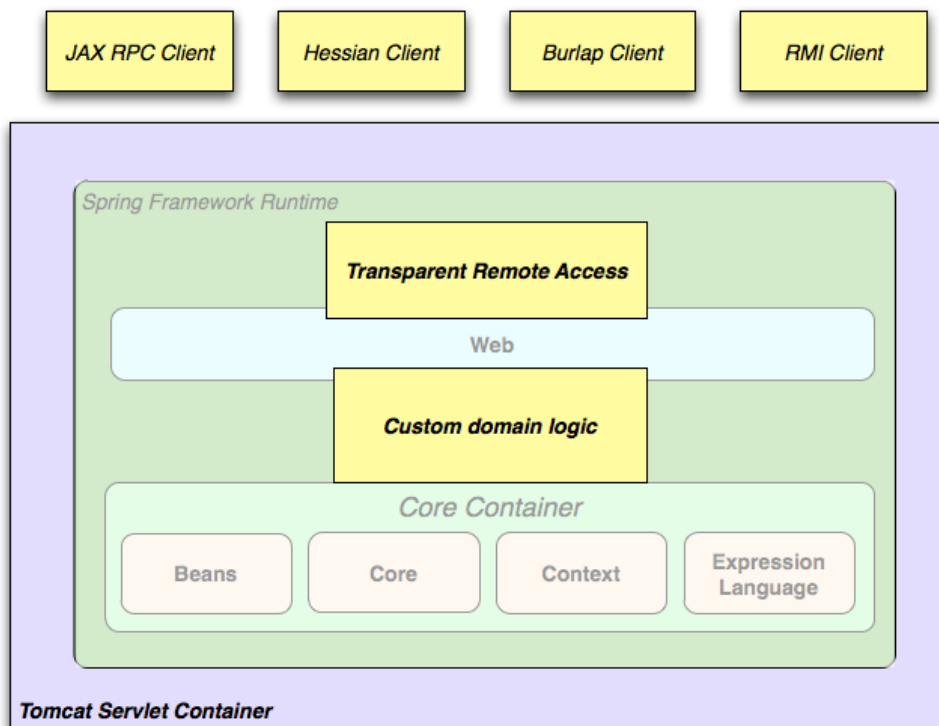 JAX RPC Client
Hessian Client
Burlap Client
RMI Client
Spring Framework Runtime
Transparent Remote Access
Web
Custom domain logic
Core Container
Beans
Core
Context
Expression
Language
Tomcat Servlet Container